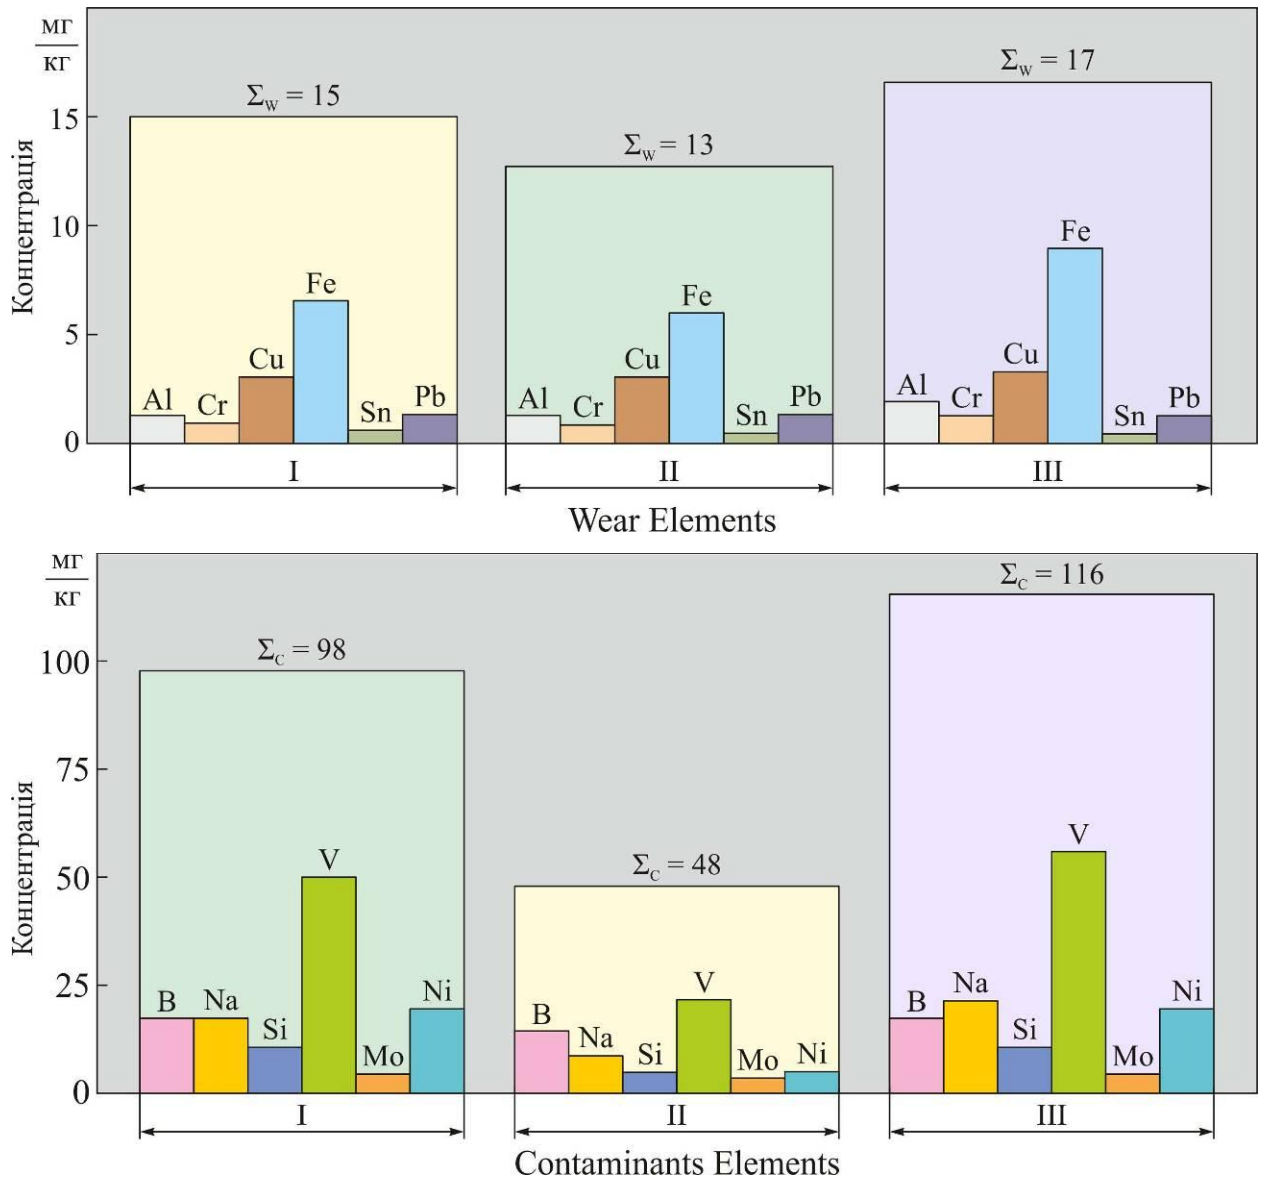 мг
кг
Концентрація
15
10
5
0
Σw = 15
Al Cr Cu Fe Sn Pb
I
Σw = 13
Al Cr Cu Fe Sn Pb
II
Σw = 17
Al Cr Cu Fe Sn Pb
III
Wear Elements
мг
кг
Концентрація
100
75
50
25
0
Σc = 98
B Na Si V Mo Ni
I
Σc = 48
B Na Si V Mo Ni
II
Σc = 116
B Na Si V Mo Ni
III
Contaminants Elements